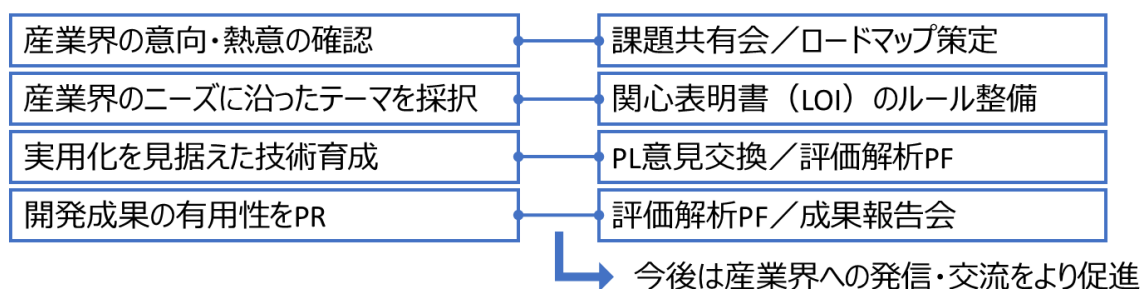 産業界の意向・熱意の確認
課題共有会／ロードマップ策定
産業界のニーズに沿ったテーマを採択
関心表明書（LOI）のルール整備
実用化を見据えた技術育成
PL意見交換／評価解析PF
開発成果の有用性をPR
評価解析PF／成果報告会
今後は産業界への発信・交流をより促進